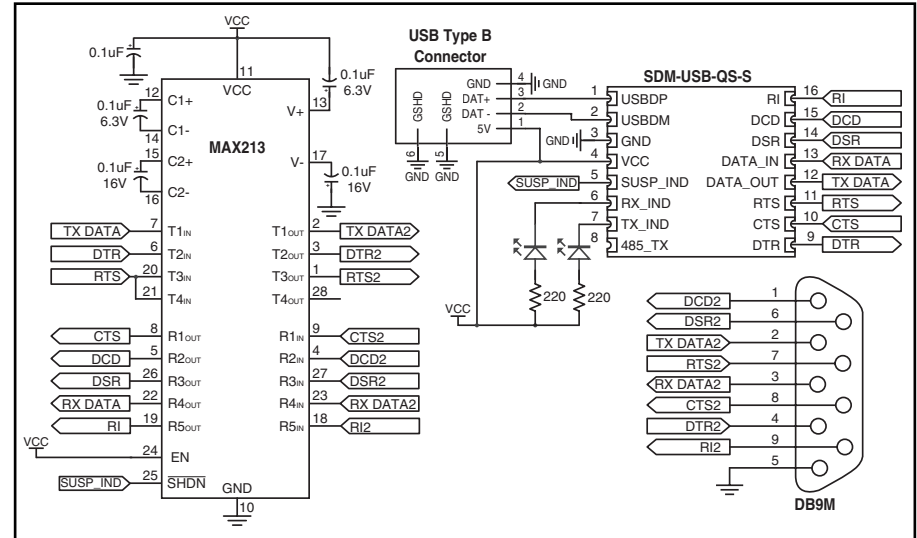 VCC
0.1uF
0.1uF
6.3V
11
VCC
12
C1+
0.1uF
6.3V
C1-
14
13
V+
MAX213
15
C2+
0.1uF
16V
C2-
16
17
V-
0.1uF
16V
TX DATA
7
T1IN
DTR
6
T2IN
RTS
20
T3IN
21
T4IN
T1OUT
2
TX DATA2
T2OUT
3
DTR2
T3OUT
1
RTS2
T4OUT
28
CTS
8
R1OUT
DCD
5
R2OUT
DSR
26
R3OUT
RX DATA
22
R4OUT
RI
19
R5OUT
R1IN
9
CTS2
R2IN
4
DCD2
R3IN
27
DSR2
R4IN
23
RX DATA2
R5IN
18
RI2
VCC
24
EN
SUSP_IND
25
SHDN
GND
10
USB Type B
Connector
GND
4
GND
DAT+
3
DAT -
2
5V
1
GSHD
GSHD
6
5
GND
GND
SDM-USB-QS-S
1
USBDP
2
USBDM
GND
3
GND
4
VCC
SUSP_IND
5
SUSP_IND
6
RX_IND
7
TX_IND
8
485_TX
RI
16
RI
DCD
15
DCD
DSR
14
DSR
DATA_IN
13
RX DATA
DATA_OUT
12
TX DATA
RTS
11
RTS
CTS
10
CTS
DTR
9
DTR
220
220
VCC
DCD2
1
DSR2
6
TX DATA2
2
RTS2
7
RX DATA2
3
CTS2
8
DTR2
4
RI2
9
5
DB9M